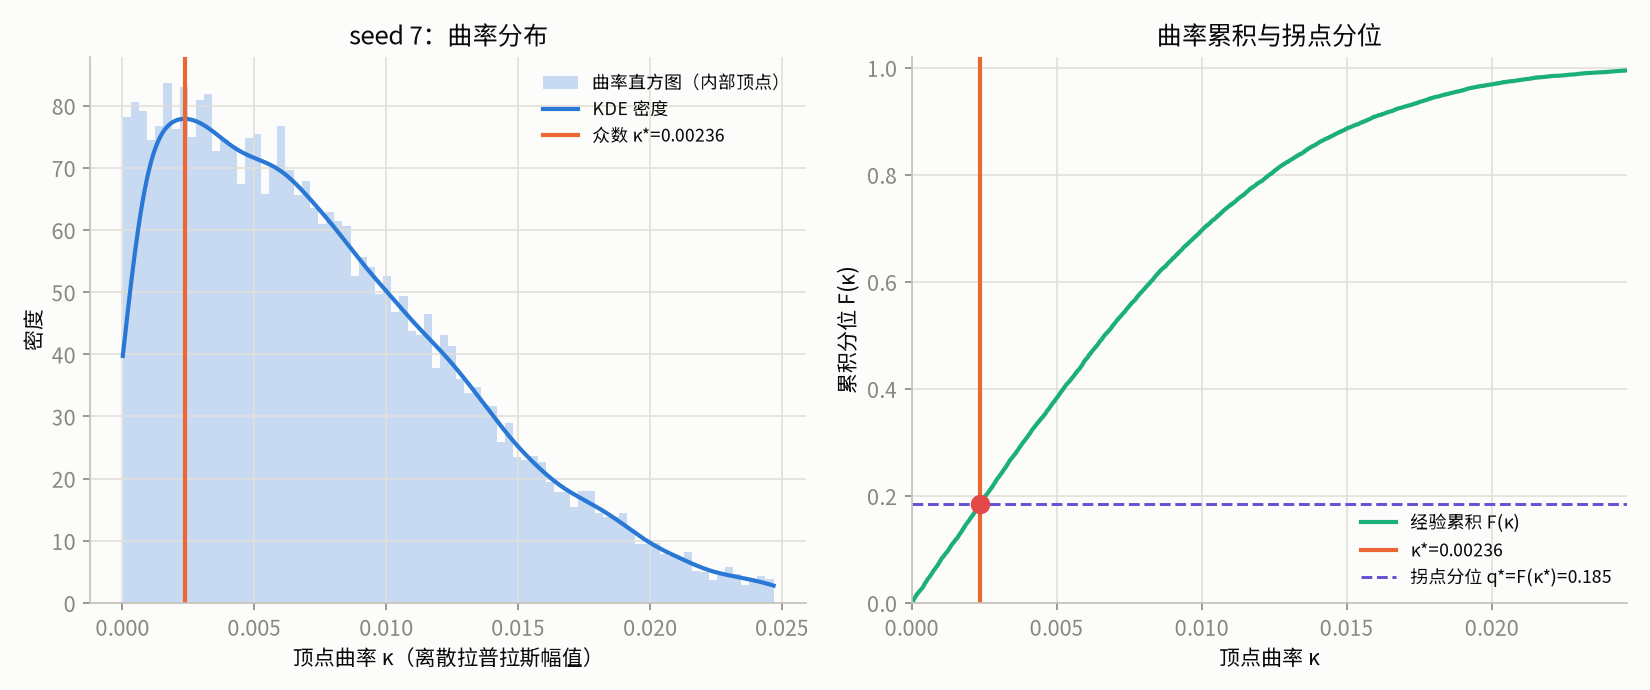 seed 7：曲率分布
曲率直方图（内部顶点）
KDE 密度
众数 κ*=0.00236
密度
80
70
60
50
40
30
20
10
0
0.000 0.005 0.010 0.015 0.020 0.025
顶点曲率 κ（离散拉普拉斯幅值）
曲率累积与拐点分位
累积分位 F(κ)
1.0
0.8
0.6
0.4
0.2
0.0
经验累积 F(κ)
κ*=0.00236
拐点分位 q*=F(κ*)=0.185
0.000 0.005 0.010 0.015 0.020
顶点曲率 κ